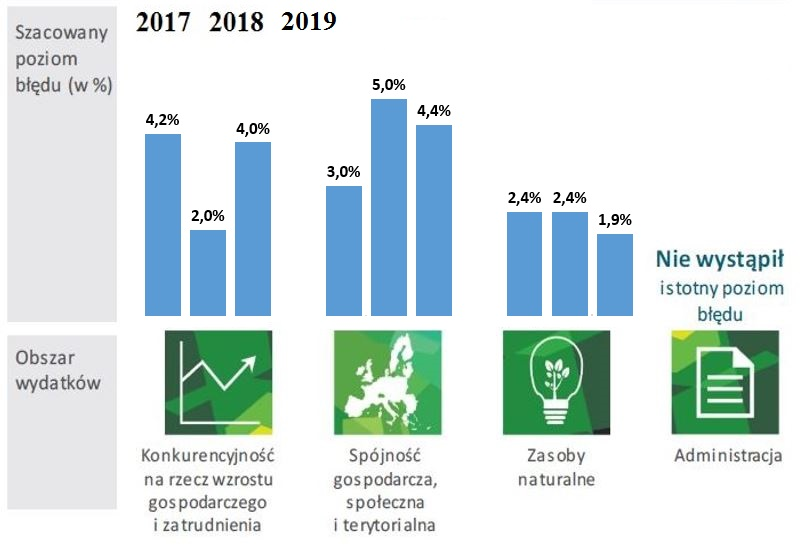 Szacowany
poziom
błędu (w %)
2017 2018 2019
4,2%
2,0%
4,0%
3,0%
5,0%
4,4%
2,4%
2,4%
1,9%
Nie wystąpił
istotny poziom
błędu
Obszar
wydatków
Konkurencyjność
na rzecz wzrostu
gospodarczego
i zatrudnienia
Spójność
gospodarcza,
społeczna
i terytorialna
Zasoby
naturalne
Administracja